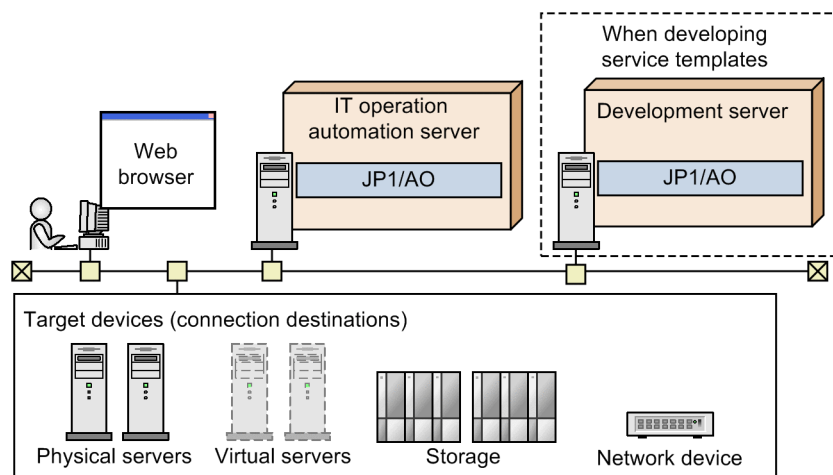 When developing
service templates
IT operation
automation server
Development server
Web
browser
JP1/AO
JP1/AO
Target devices (connection destinations)
Physical servers
Virtual servers
Storage
Network device